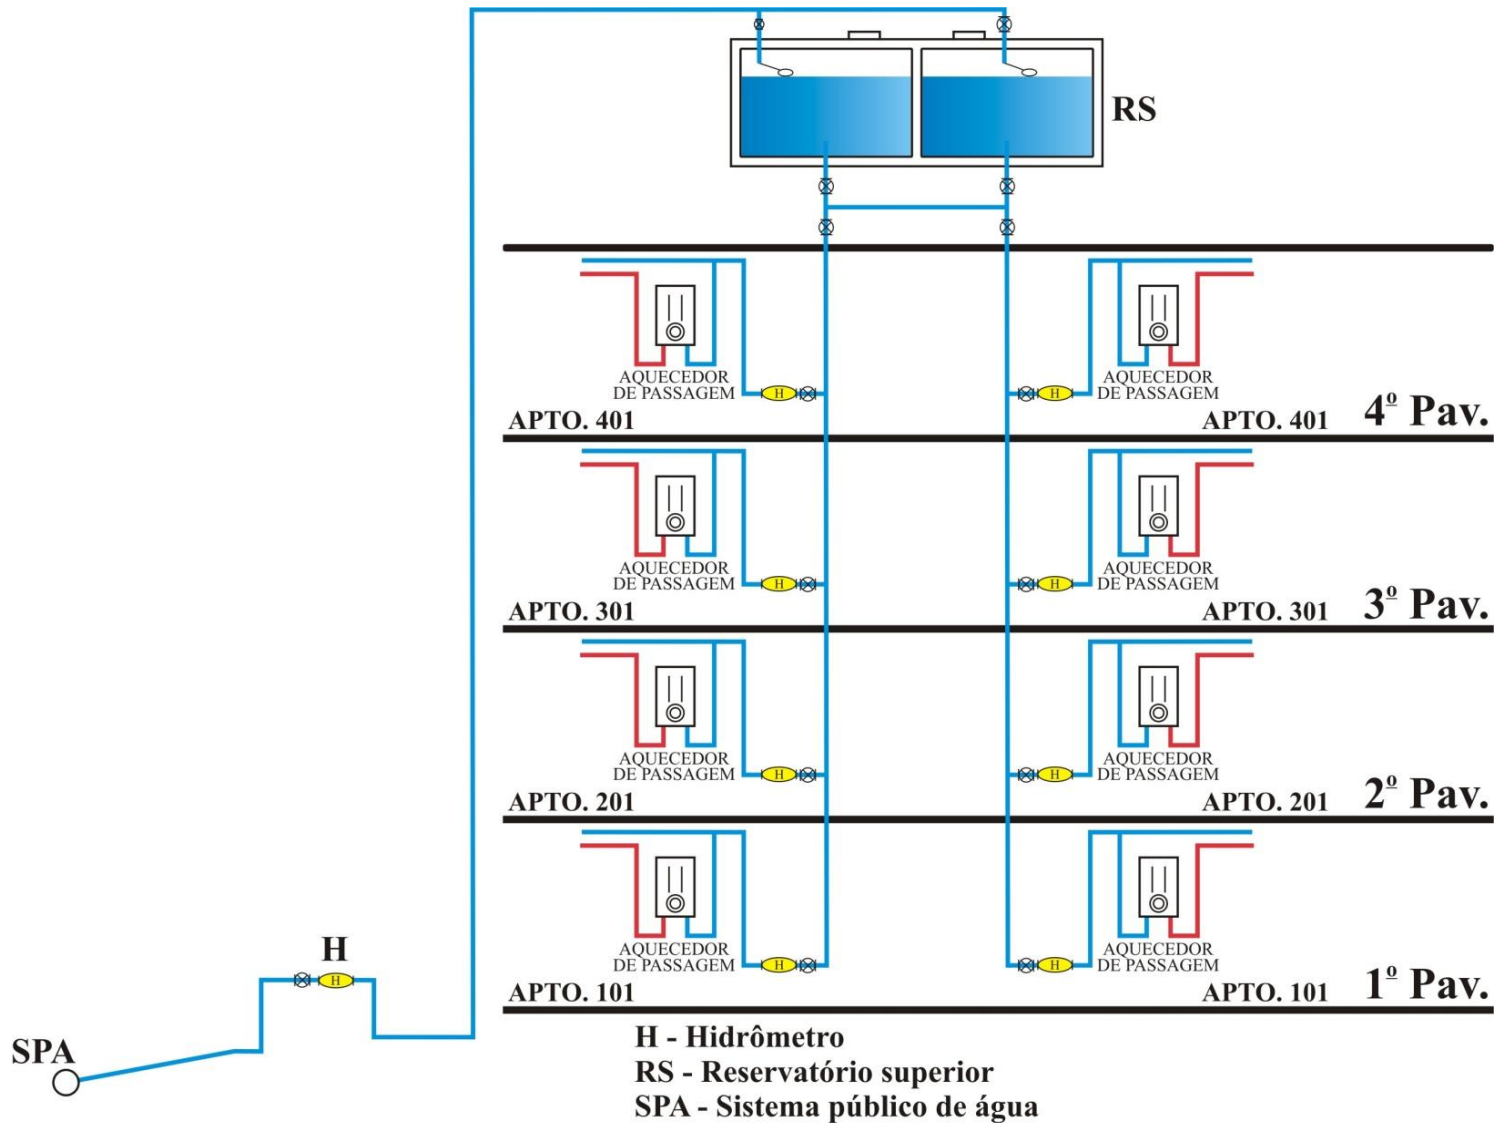 RS
AQUECEDOR
DE PASSAGEM
H
H
AQUECEDOR
DE PASSAGEM
APTO. 401
APTO. 401
4º Pav.
AQUECEDOR
DE PASSAGEM
H
H
AQUECEDOR
DE PASSAGEM
APTO. 301
APTO. 301
3º Pav.
AQUECEDOR
DE PASSAGEM
H
H
AQUECEDOR
DE PASSAGEM
APTO. 201
APTO. 201
2º Pav.
AQUECEDOR
DE PASSAGEM
H
H
AQUECEDOR
DE PASSAGEM
APTO. 101
APTO. 101
1º Pav.
H
H
SPA
H - Hidrômetro
RS - Reservatório superior
SPA - Sistema público de água